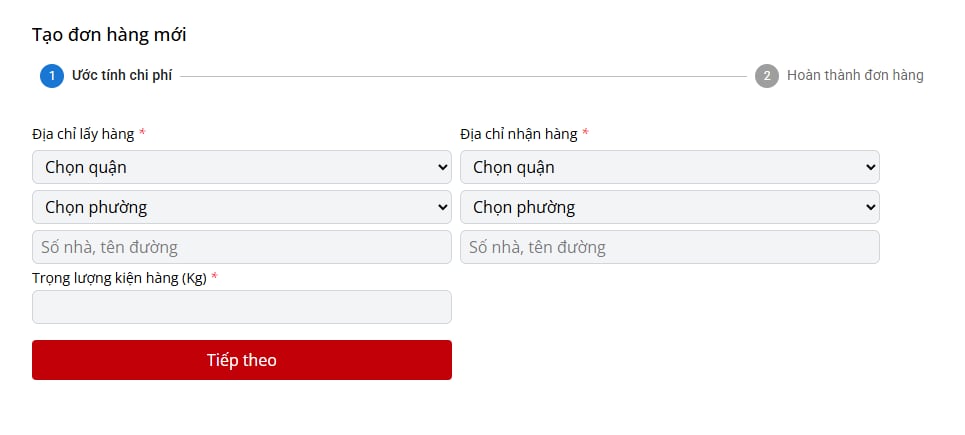 Tạo đơn hàng mới
1 Ước tính chi phí 2 Hoàn thành đơn hàng
Địa chỉ lấy hàng * Địa chỉ nhận hàng *
Chọn quận Chọn quận
Chọn phường Chọn phường
Số nhà, tên đường Số nhà, tên đường
Trọng lượng kiện hàng (Kg) *
Tiếp theo